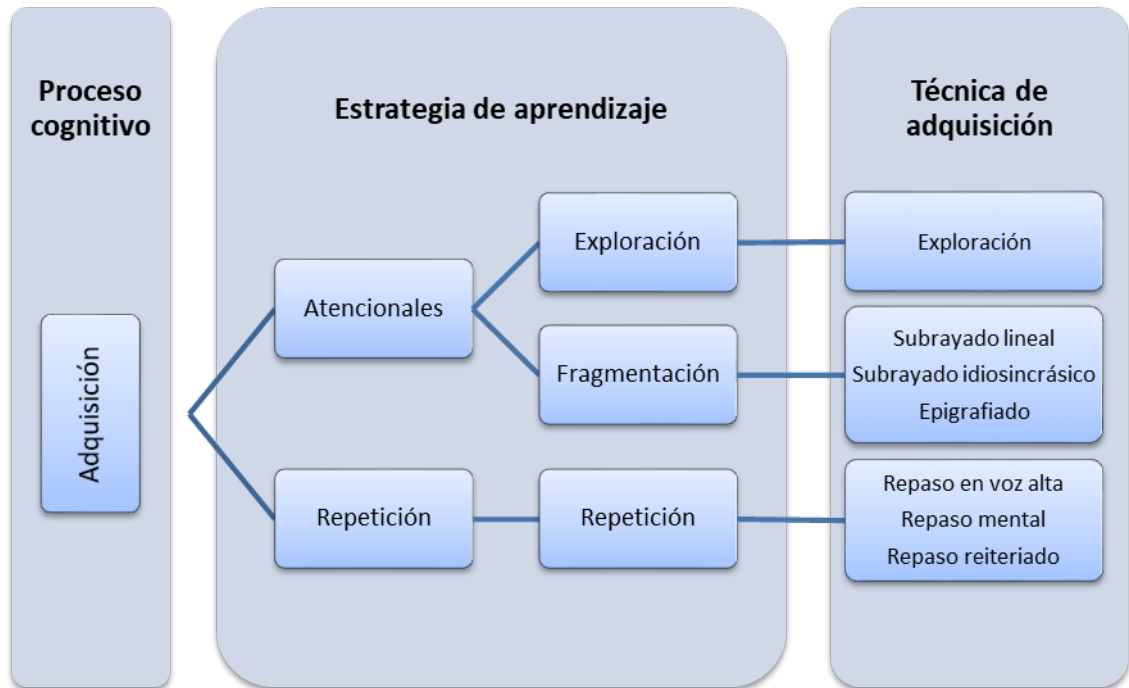 Proceso
cognitivo
Estrategia de aprendizaje
Técnica de
adquisición
Adquisición
Atencionales
Repetición
Exploración
Fragmentación
Repetición
Exploración
Subrayado lineal
Subrayado idiosincrásico
Epigrafiado
Repaso en voz alta
Repaso mental
Repaso reiteriado